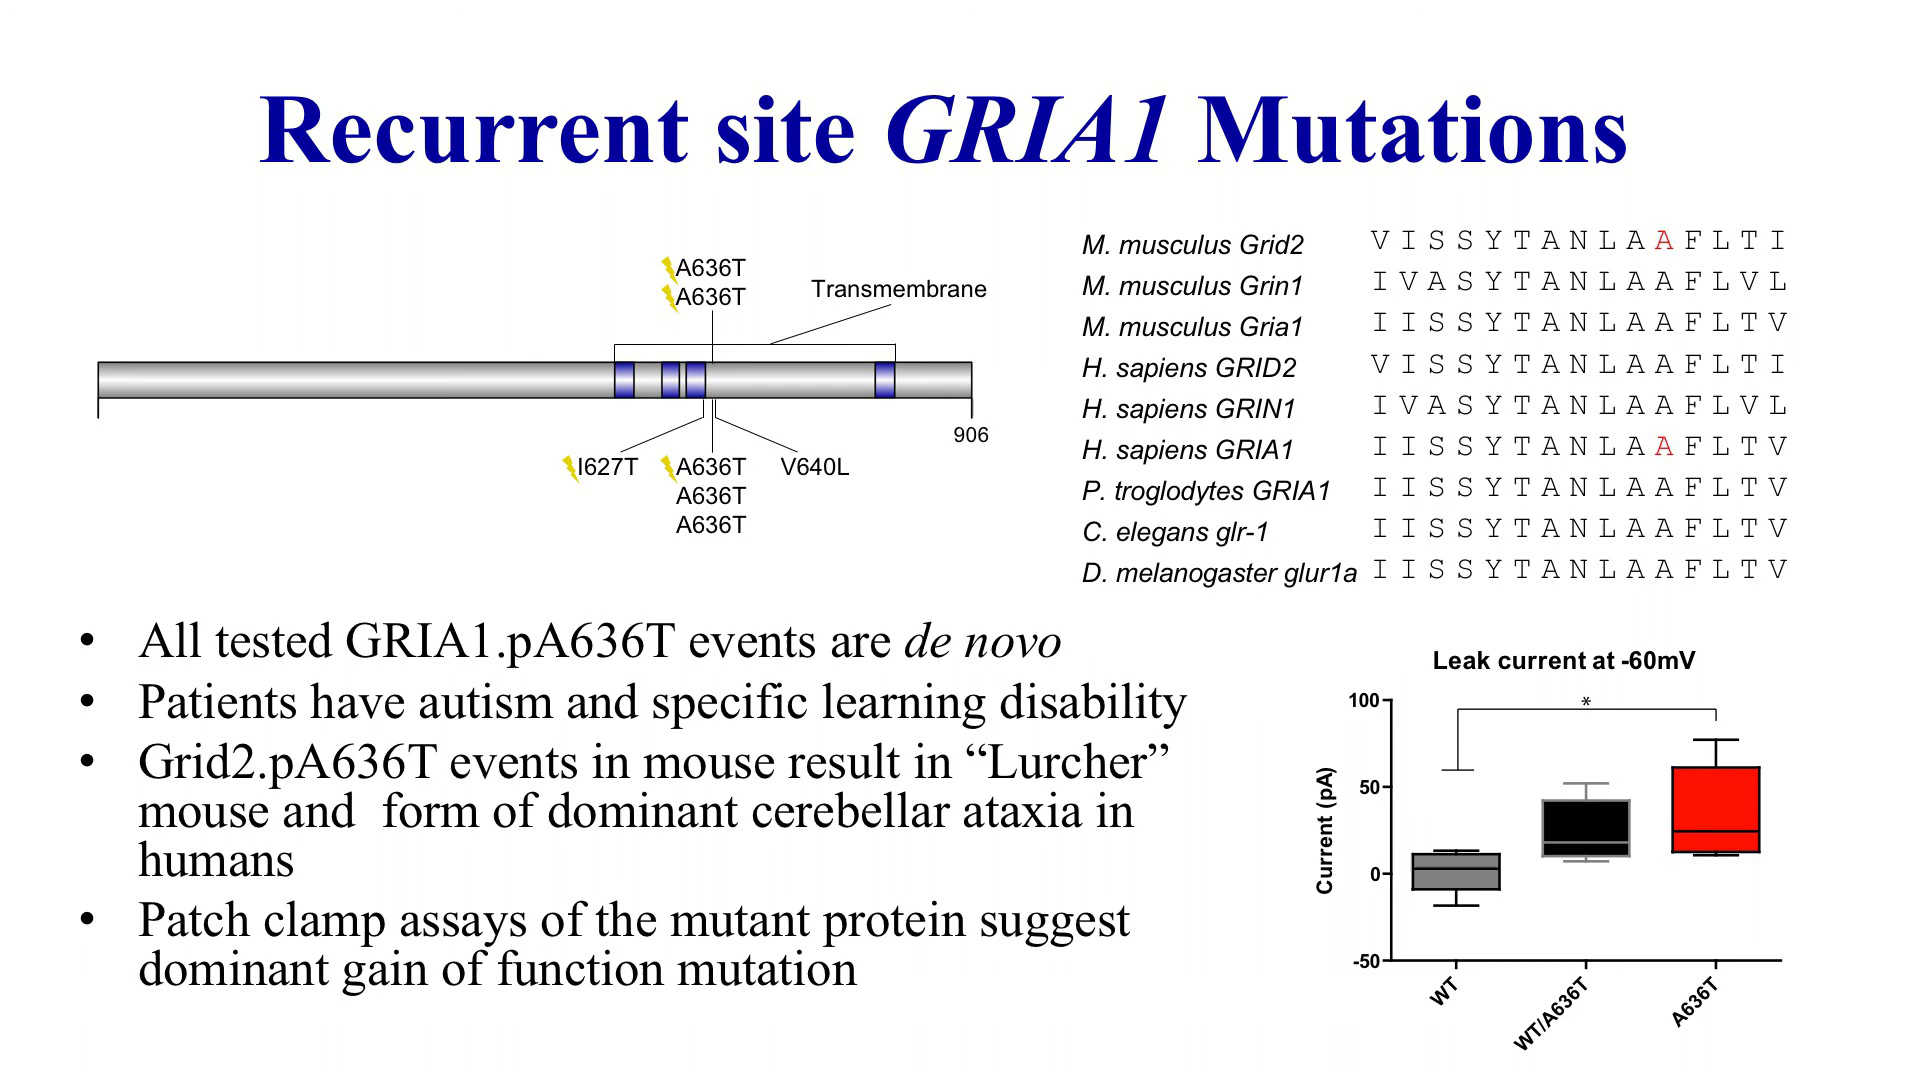 Recurrent site GRIA1 Mutations
A636T
A636T
Transmembrane
906
I627T A636T V640L
A636T
A636T
M. musculus Grid2 V I S S Y T A N L A A F L T I
M. musculus Grin1 I V A S Y T A N L A A F L V L
M. musculus Gria1 I I S S Y T A N L A A F L T V
H. sapiens GRID2 V I S S Y T A N L A A F L T I
H. sapiens GRIN1 I V A S Y T A N L A A F L V L
H. sapiens GRIA1 I I S S Y T A N L A A F L T V
P. troglodytes GRIA1 I I S S Y T A N L A A F L T V
C. elegans glr-1 I I S S Y T A N L A A F L T V
D. melanogaster glur1a I I S S Y T A N L A A F L T V
• All tested GRIA1.pA636T events are de novo
• Patients have autism and specific learning disability
• Grid2.pA636T events in mouse result in “Lurcher”
mouse and form of dominant cerebellar ataxia in
humans
• Patch clamp assays of the mutant protein suggest
dominant gain of function mutation
Leak current at -60mV
*
100
50
0
-50
Current (pA)
WT
WT/A636T
A636T